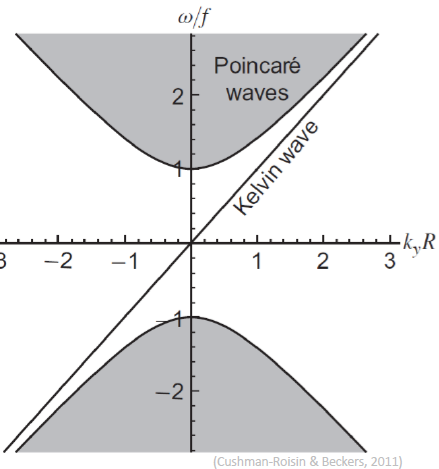 ω/f
Poincaré
waves
2
1
Kelvin wave
3 −2 −1 1 2 3 k_yR
−1
−2
(Cushman-Roisin & Beckers, 2011)